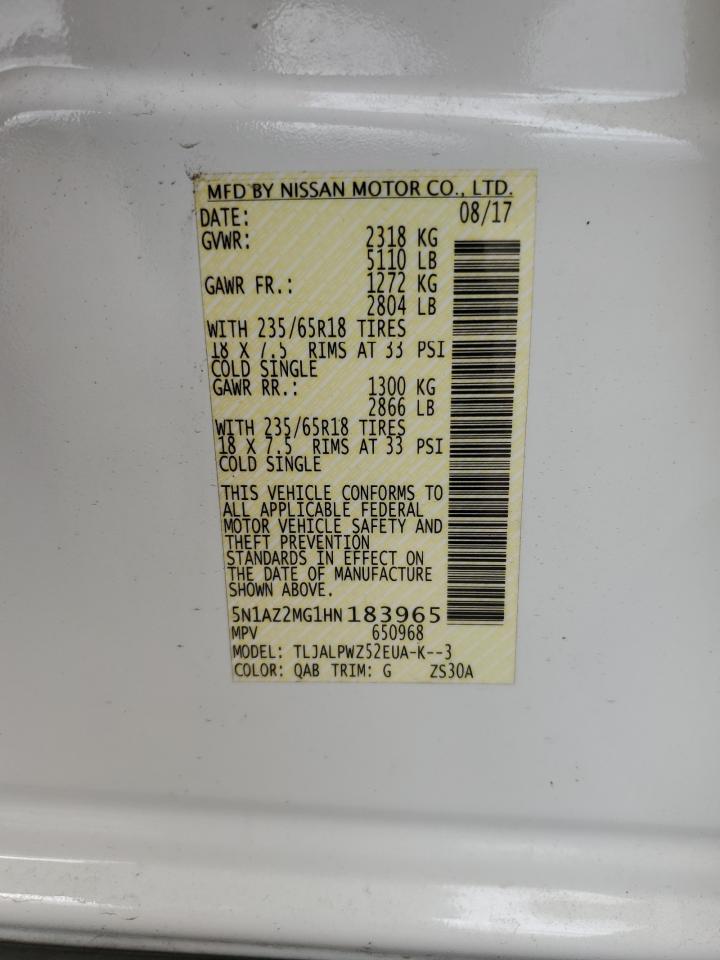 MFD BY NISSAN MOTOR CO., LTD.
DATE: 08/17
GVWR: 2318 KG
5110 LB
GAWR FR.: 1272 KG
2804 LB
WITH 235/65R18 TIRES
18 X 7.5 RIMS AT 33 PSI
COLD SINGLE
GAWR RR.: 1300 KG
2866 LB
WITH 235/65R18 TIRES
18 X 7.5 RIMS AT 33 PSI
COLD SINGLE
THIS VEHICLE CONFORMS TO
ALL APPLICABLE FEDERAL
MOTOR VEHICLE SAFETY AND
THEFT PREVENTION
STANDARDS IN EFFECT ON
THE DATE OF MANUFACTURE
SHOWN ABOVE.
5N1AZ2MG1HN183965
MPV 650968
MODEL: TLJALPWZ52EUA-K--3
COLOR: QAB TRIM: G ZS30A